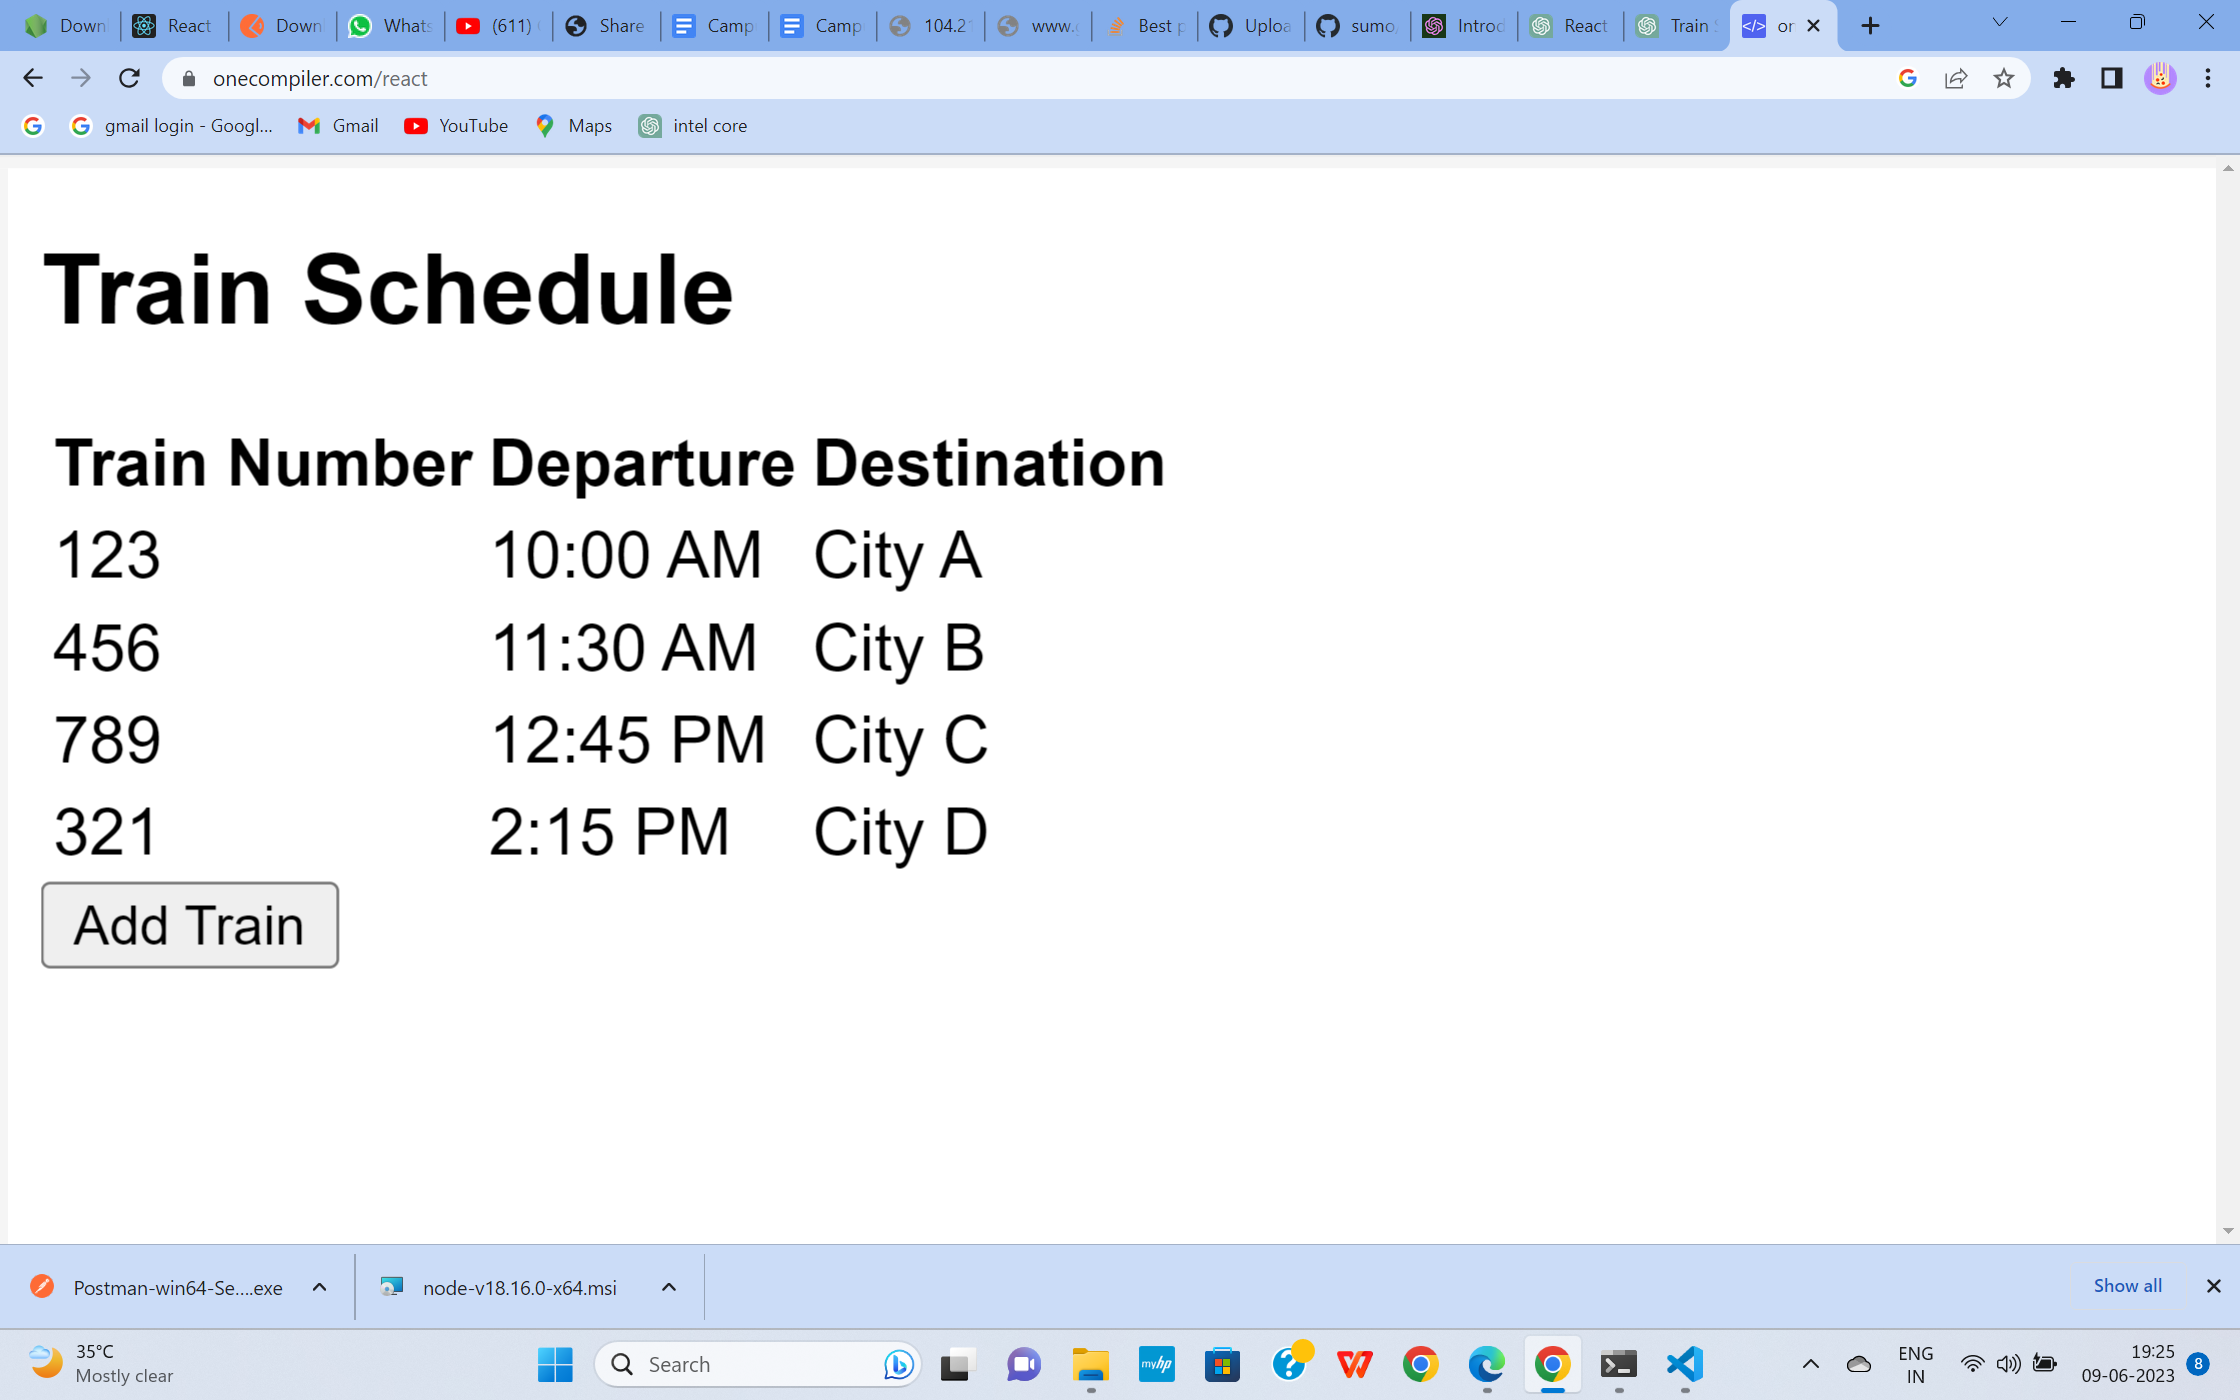 Down React Down Whats (611) Share Camp Camp 104.21 www. Best p Uploa sumo, Introd React Train or
onecompiler.com/react
gmail login - Googl... Gmail YouTube Maps intel core
Train Schedule
Train Number Departure Destination
123 10:00 AM City A
456 11:30 AM City B
789 12:45 PM City C
321 2:15 PM City D
Add Train
Postman-win64-Se....exe node-v18.16.0-x64.msi Show all
35°C
Mostly clear
Search
myhp
ENG
IN
19:25
09-06-2023
8